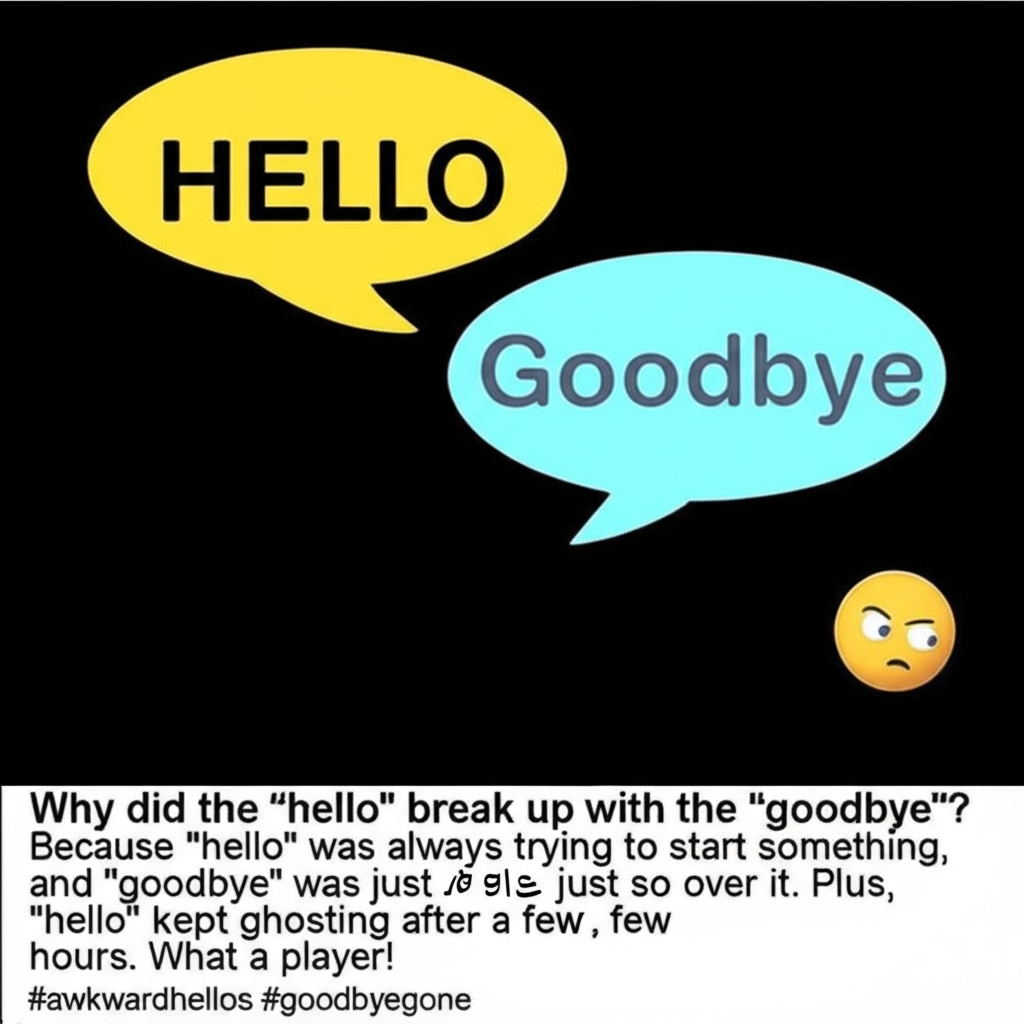 HELLO
Goodbye
Why did the “hello" break up with the "goodbye"?
Because "hello" was always trying to start something,
and "goodbye" was just just so over it. Plus,
"hello" kept ghosting after a few , few
hours. What a player!
#awkwardhellos #goodbyegone